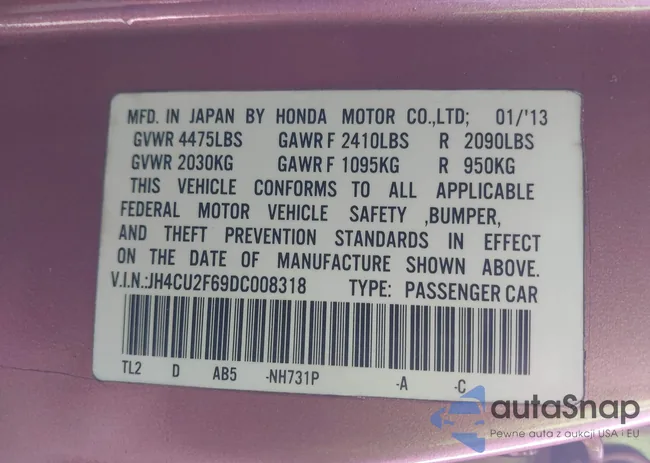 MFD. IN JAPAN BY HONDA MOTOR CO.,LTD; 01/'13
GVWR 4475LBS GAWR F 2410LBS R 2090LBS
GVWR 2030KG GAWR F 1095KG R 950KG
THIS VEHICLE CONFORMS TO ALL APPLICABLE
FEDERAL MOTOR VEHICLE SAFETY ,BUMPER,
AND THEFT PREVENTION STANDARDS IN EFFECT
ON THE DATE OF MANUFACTURE SHOWN ABOVE.
V.I.N.:JH4CU2F69DC008318 TYPE: PASSENGER CAR
TL2 D AB5 -NH731P -A -C
autaSnap
Pewne auta z aukcji USA i EU